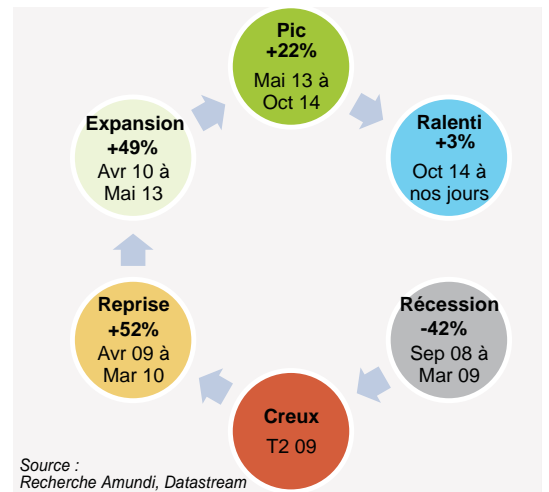 Pic
+22%
Mai 13 à
Oct 14
Expansion
+49%
Avr 10 à
Mai 13
Ralenti
+3%
Oct 14 à
nos jours
Reprise
+52%
Avr 09 à
Mar 10
Récession
-42%
Sep 08 à
Mar 09
Creux
T2 09
Source :
Recherche Amundi, Datastream